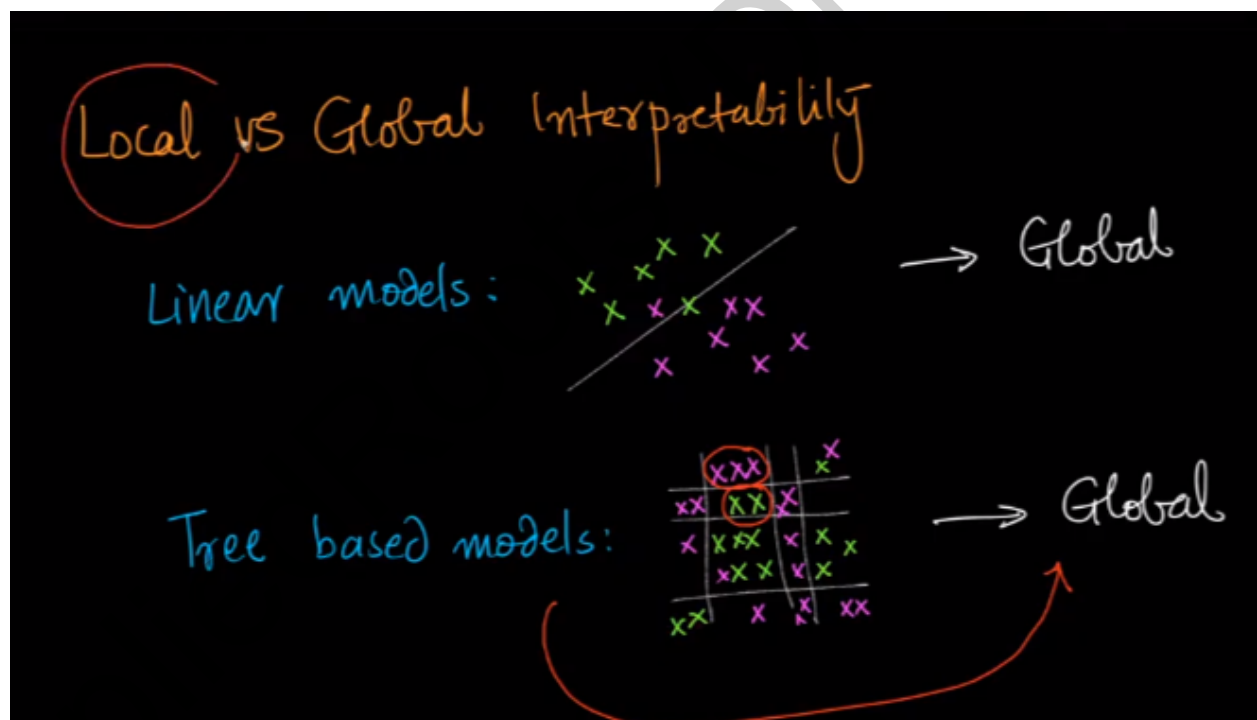 Local vs Global Interpretability
Linear models: → Global
Tree based models: → Global